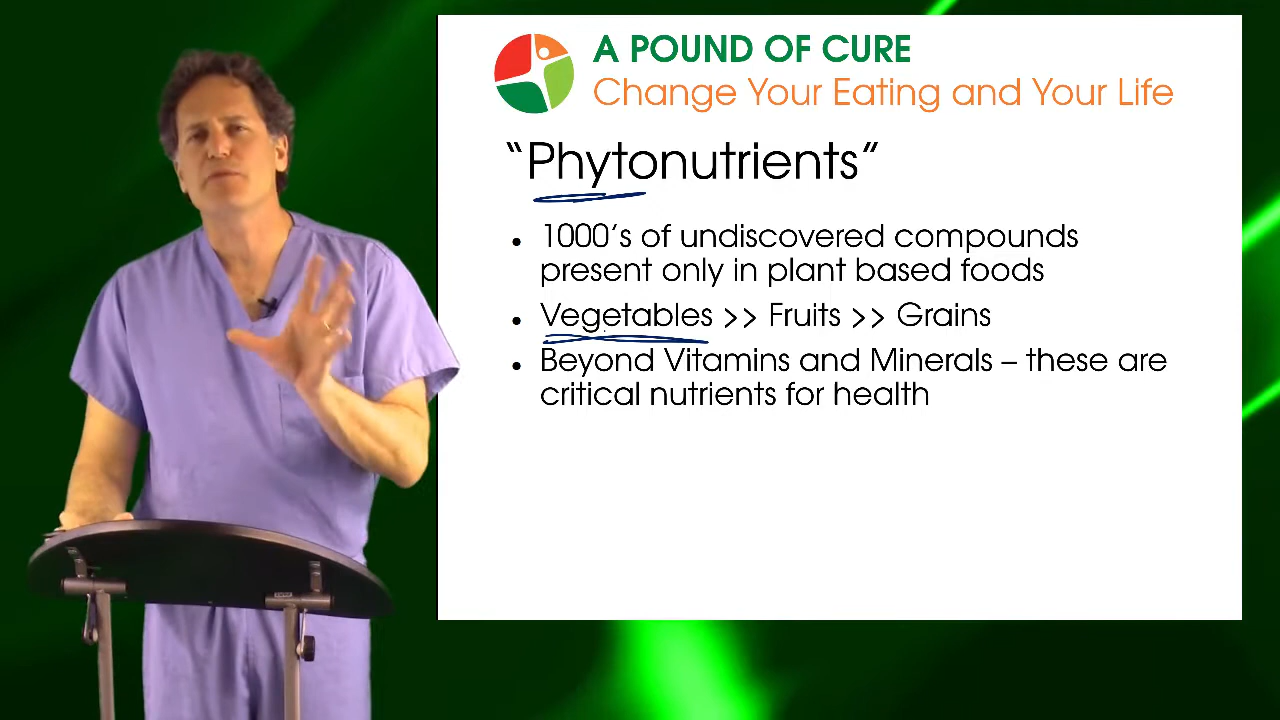 A POUND OF CURE
Change Your Eating and Your Life
“Phytonutrients”
• 1000’s of undiscovered compounds
present only in plant based foods
• Vegetables >> Fruits >> Grains
• Beyond Vitamins and Minerals – these are
critical nutrients for health